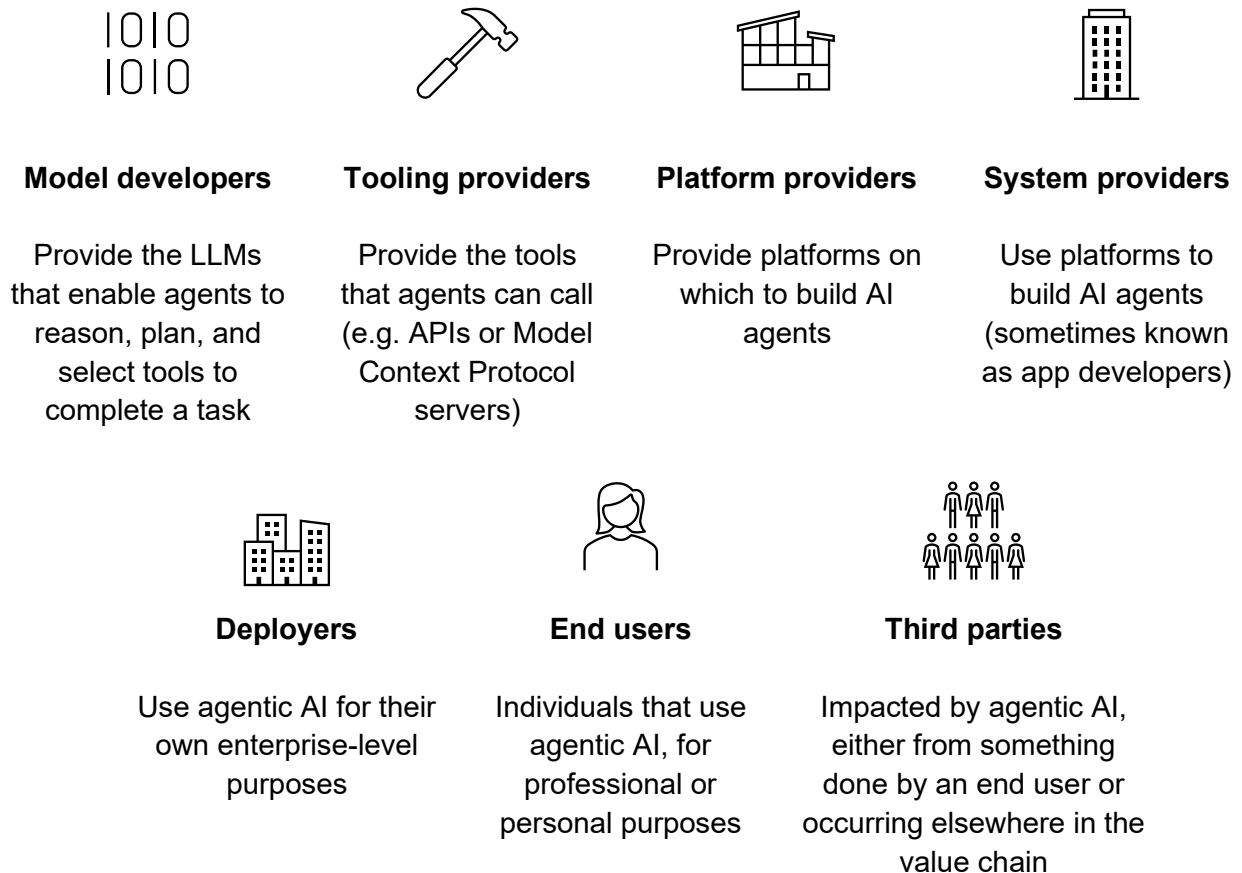 1010
1010
Model developers
Provide the LLMs
that enable agents to
reason, plan, and
select tools to
complete a task
Tooling providers
Provide the tools
that agents can call
(e.g. APIs or Model
Context Protocol
servers)
Platform providers
Provide platforms on
which to build AI
agents
System providers
Use platforms to
build AI agents
(sometimes known
as app developers)
Deployers
Use agentic AI for their
own enterprise-level
purposes
End users
Individuals that use
agentic AI, for
professional or
personal purposes
Third parties
Impacted by agentic AI,
either from something
done by an end user or
occurring elsewhere in the
value chain